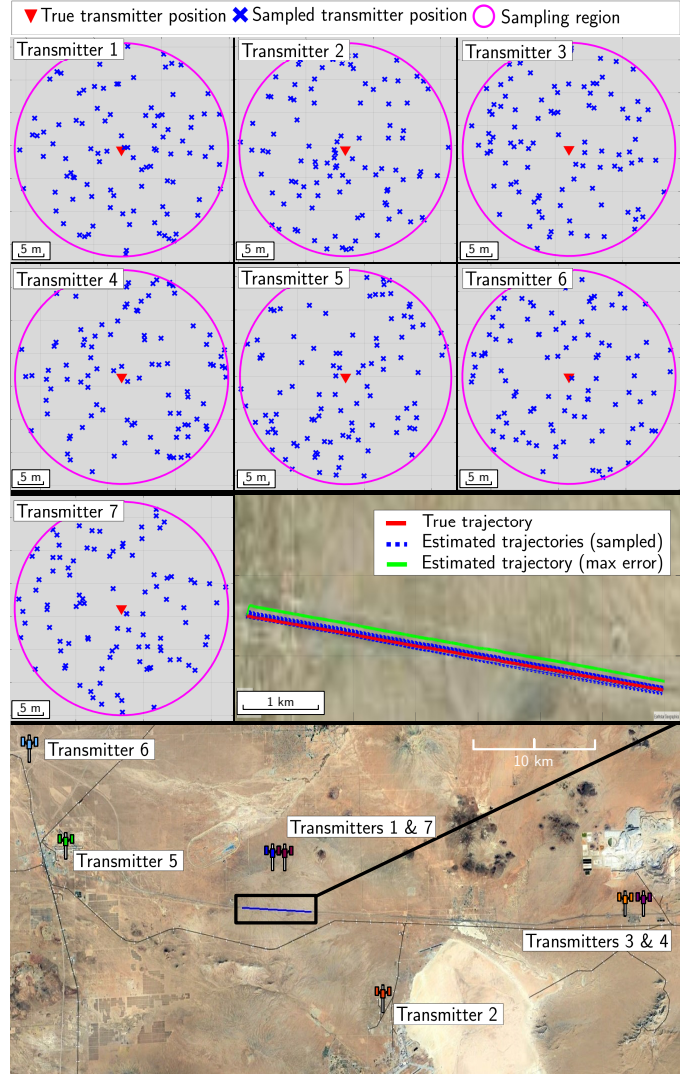 True transmitter position Sampled transmitter position Sampling region
Transmitter 1
Transmitter 2
Transmitter 3
5 m
5 m
5 m
Transmitter 4
Transmitter 5
Transmitter 6
5 m
5 m
5 m
Transmitter 7
5 m
True trajectory
Estimated trajectories (sampled)
Estimated trajectory (max error)
1 km
Transmitter 6
10 km
Transmitters 1 & 7
Transmitter 5
Transmitters 3 & 4
Transmitter 2